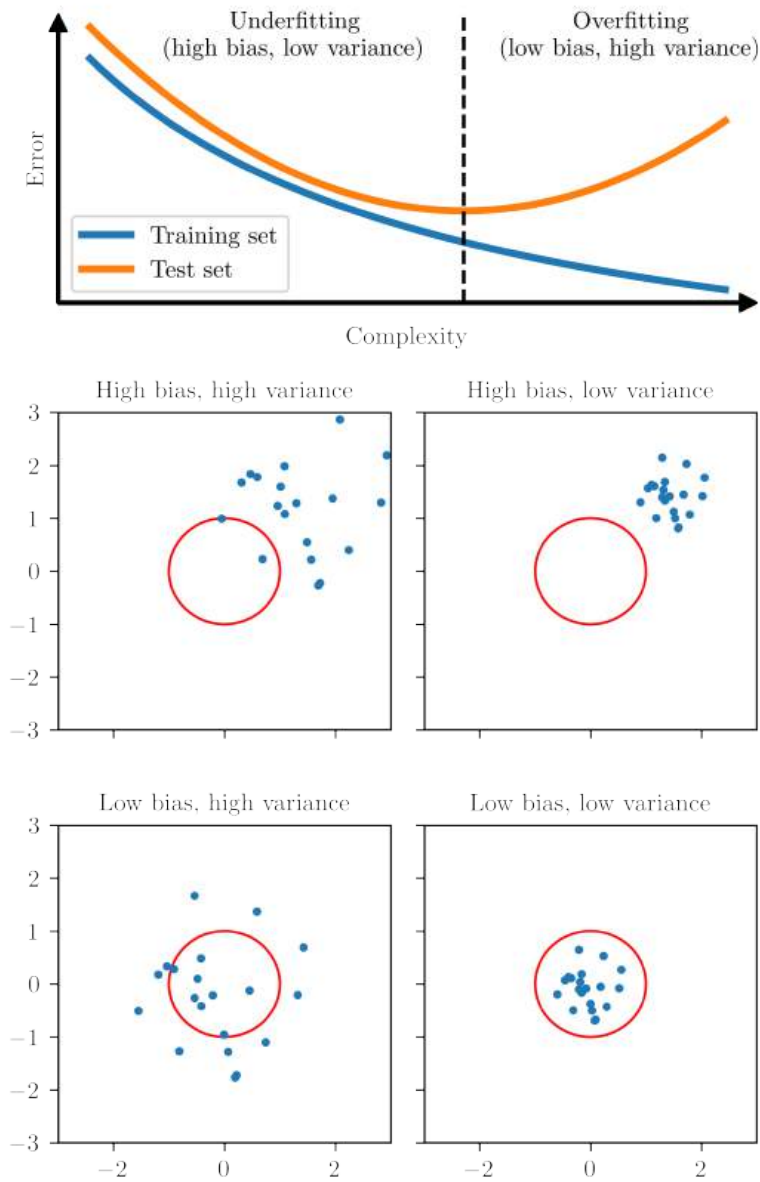 Underfitting
(high bias, low variance)
Overfitting
(low bias, high variance)
Error
Training set
Test set
Complexity
High bias, high variance
High bias, low variance
3
2
1
0
−1
−2
−3
Low bias, high variance
Low bias, low variance
3
2
1
0
−1
−2
−3
−2 0 2
−2 0 2